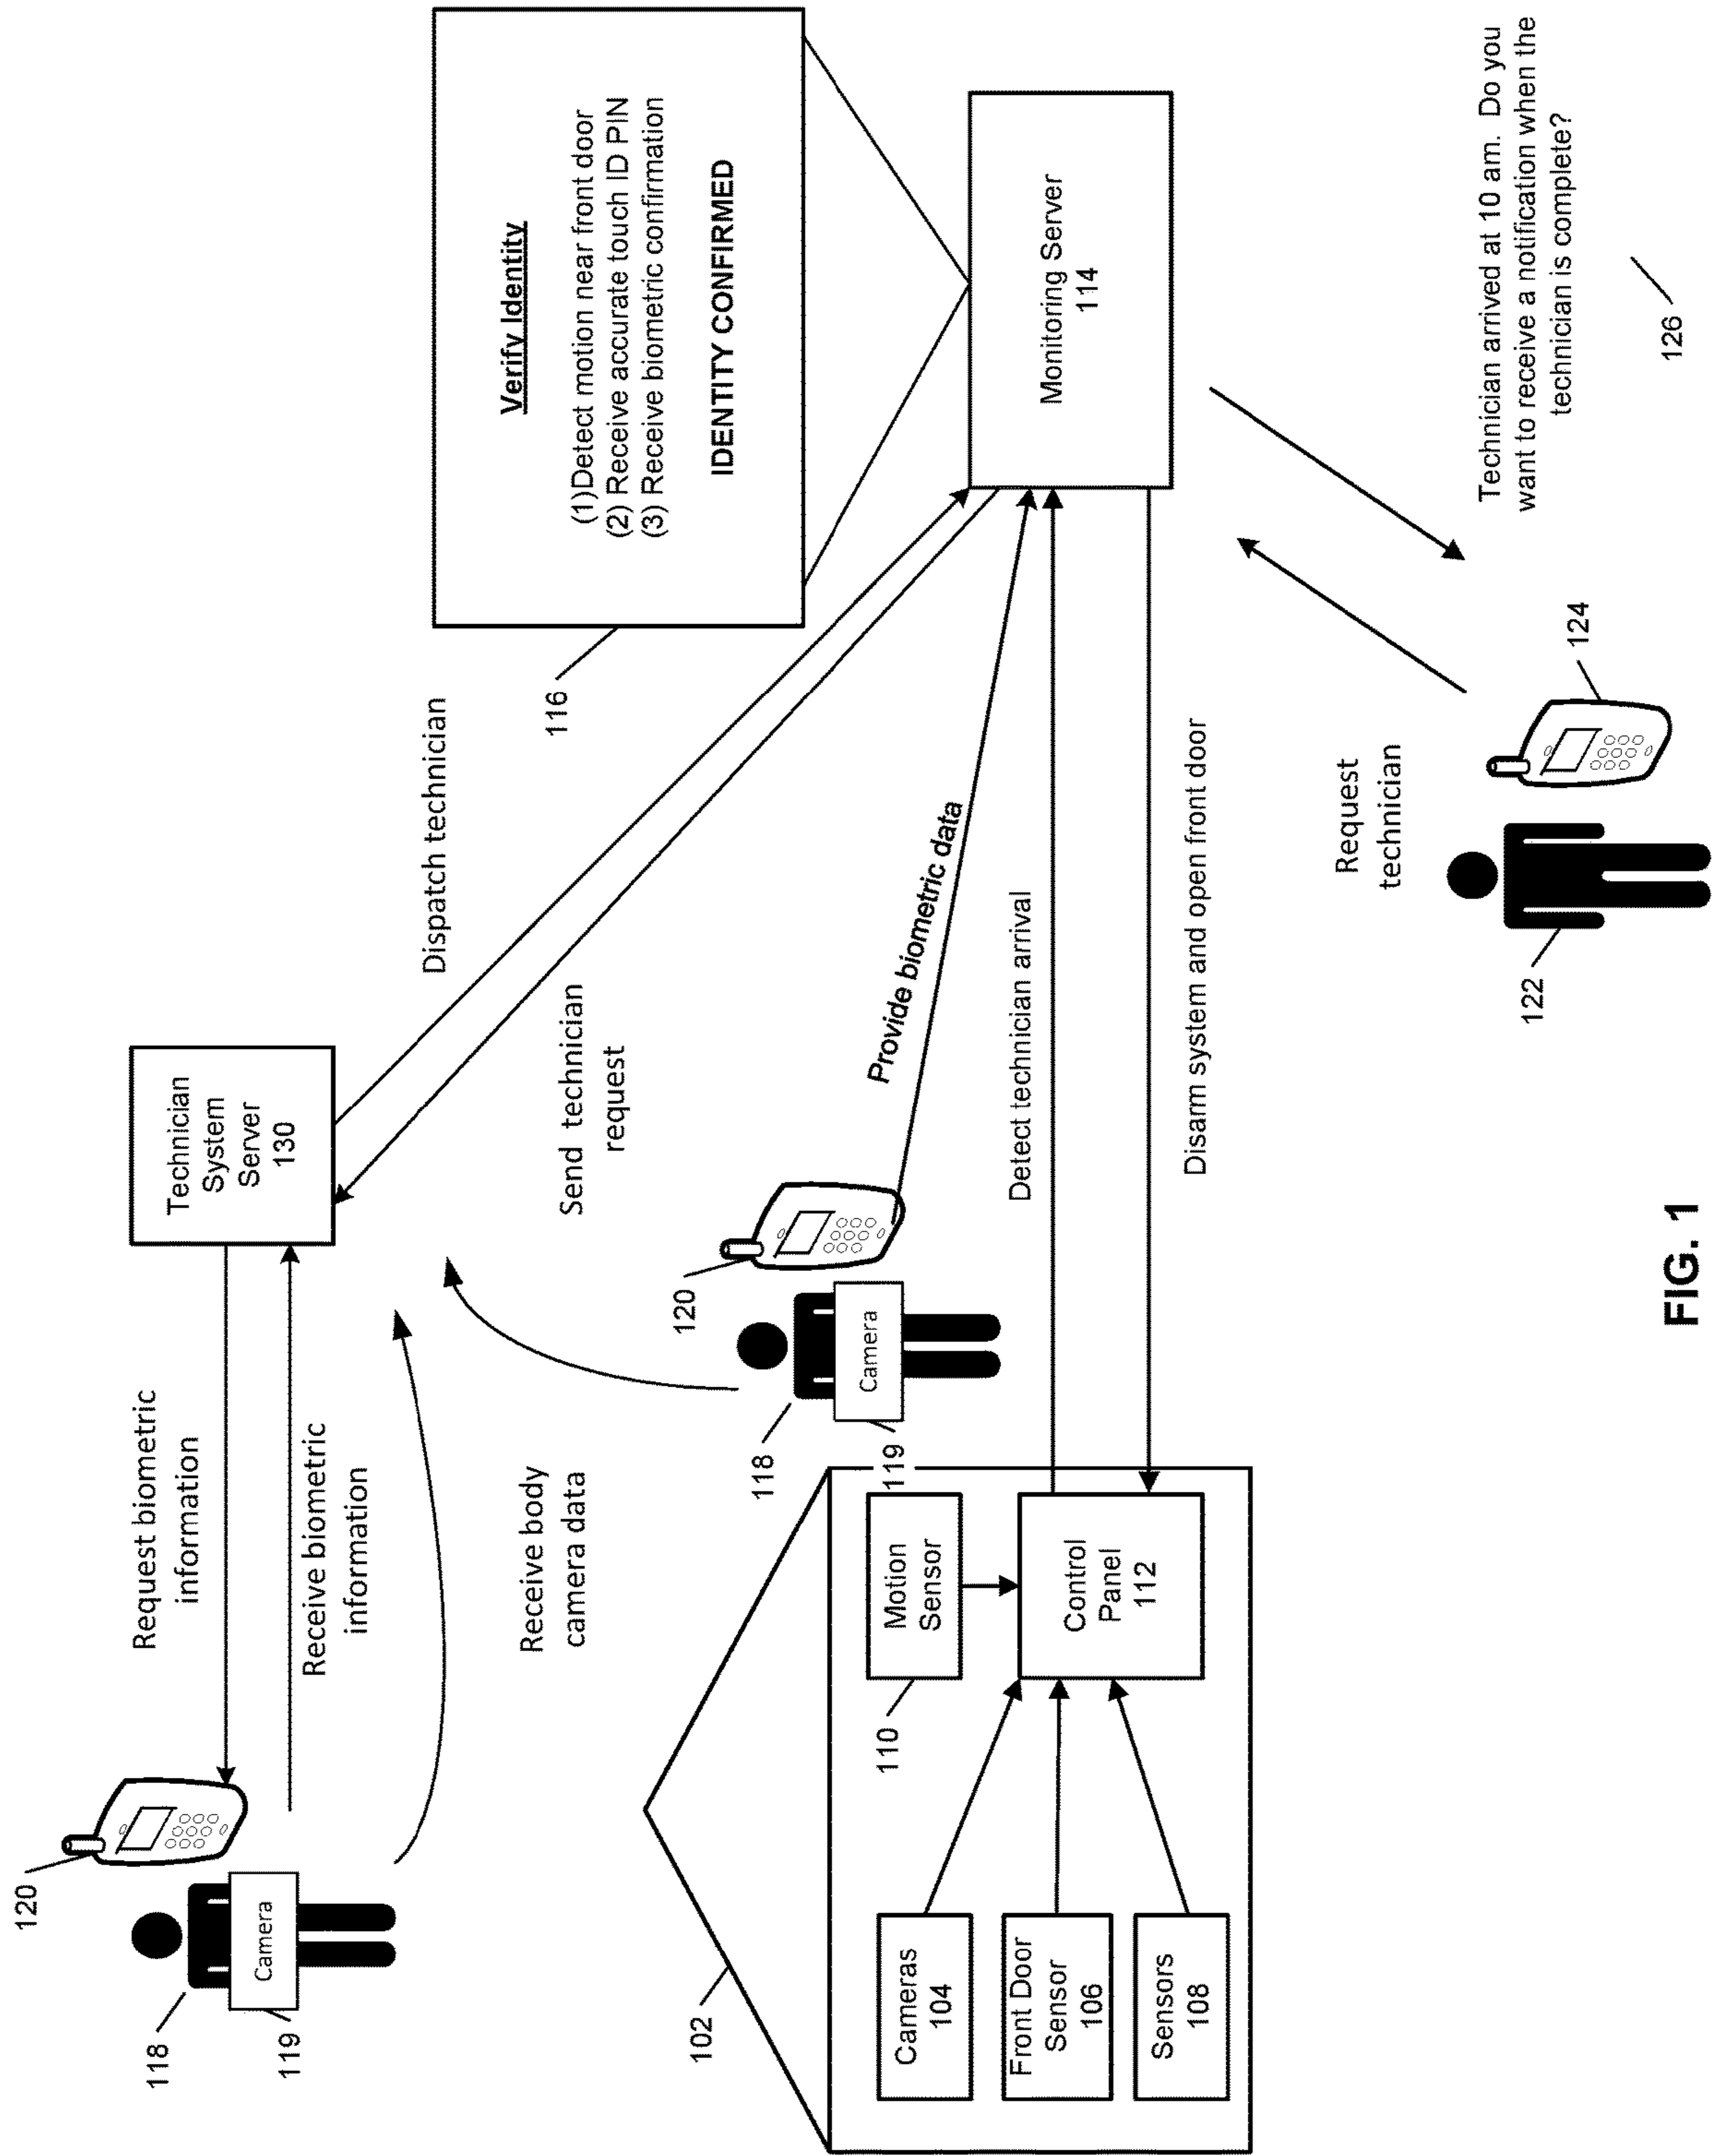 120
118
119
Camera
Request biometric
information
Receive biometric
information
Technician
System
Server
130
Dispatch technician
Send technician
request
Receive body
camera data
116
Verify Identity
(1)Detect motion near front door
(2) Receive accurate touch ID PIN
(3) Receive biometric confirmation
IDENTITY CONFIRMED
120
118
119
Camera
Provide biometric data
Monitoring Server
114
102
Cameras
104
Front Door
Sensor
106
Sensors
108
110
Motion
Sensor
Control
Panel
112
Detect technician arrival
Disarm system and open front door
Request
technician
122
124
Technician arrived at 10 am. Do you
want to receive a notification when the
technician is complete?
126
FIG. 1